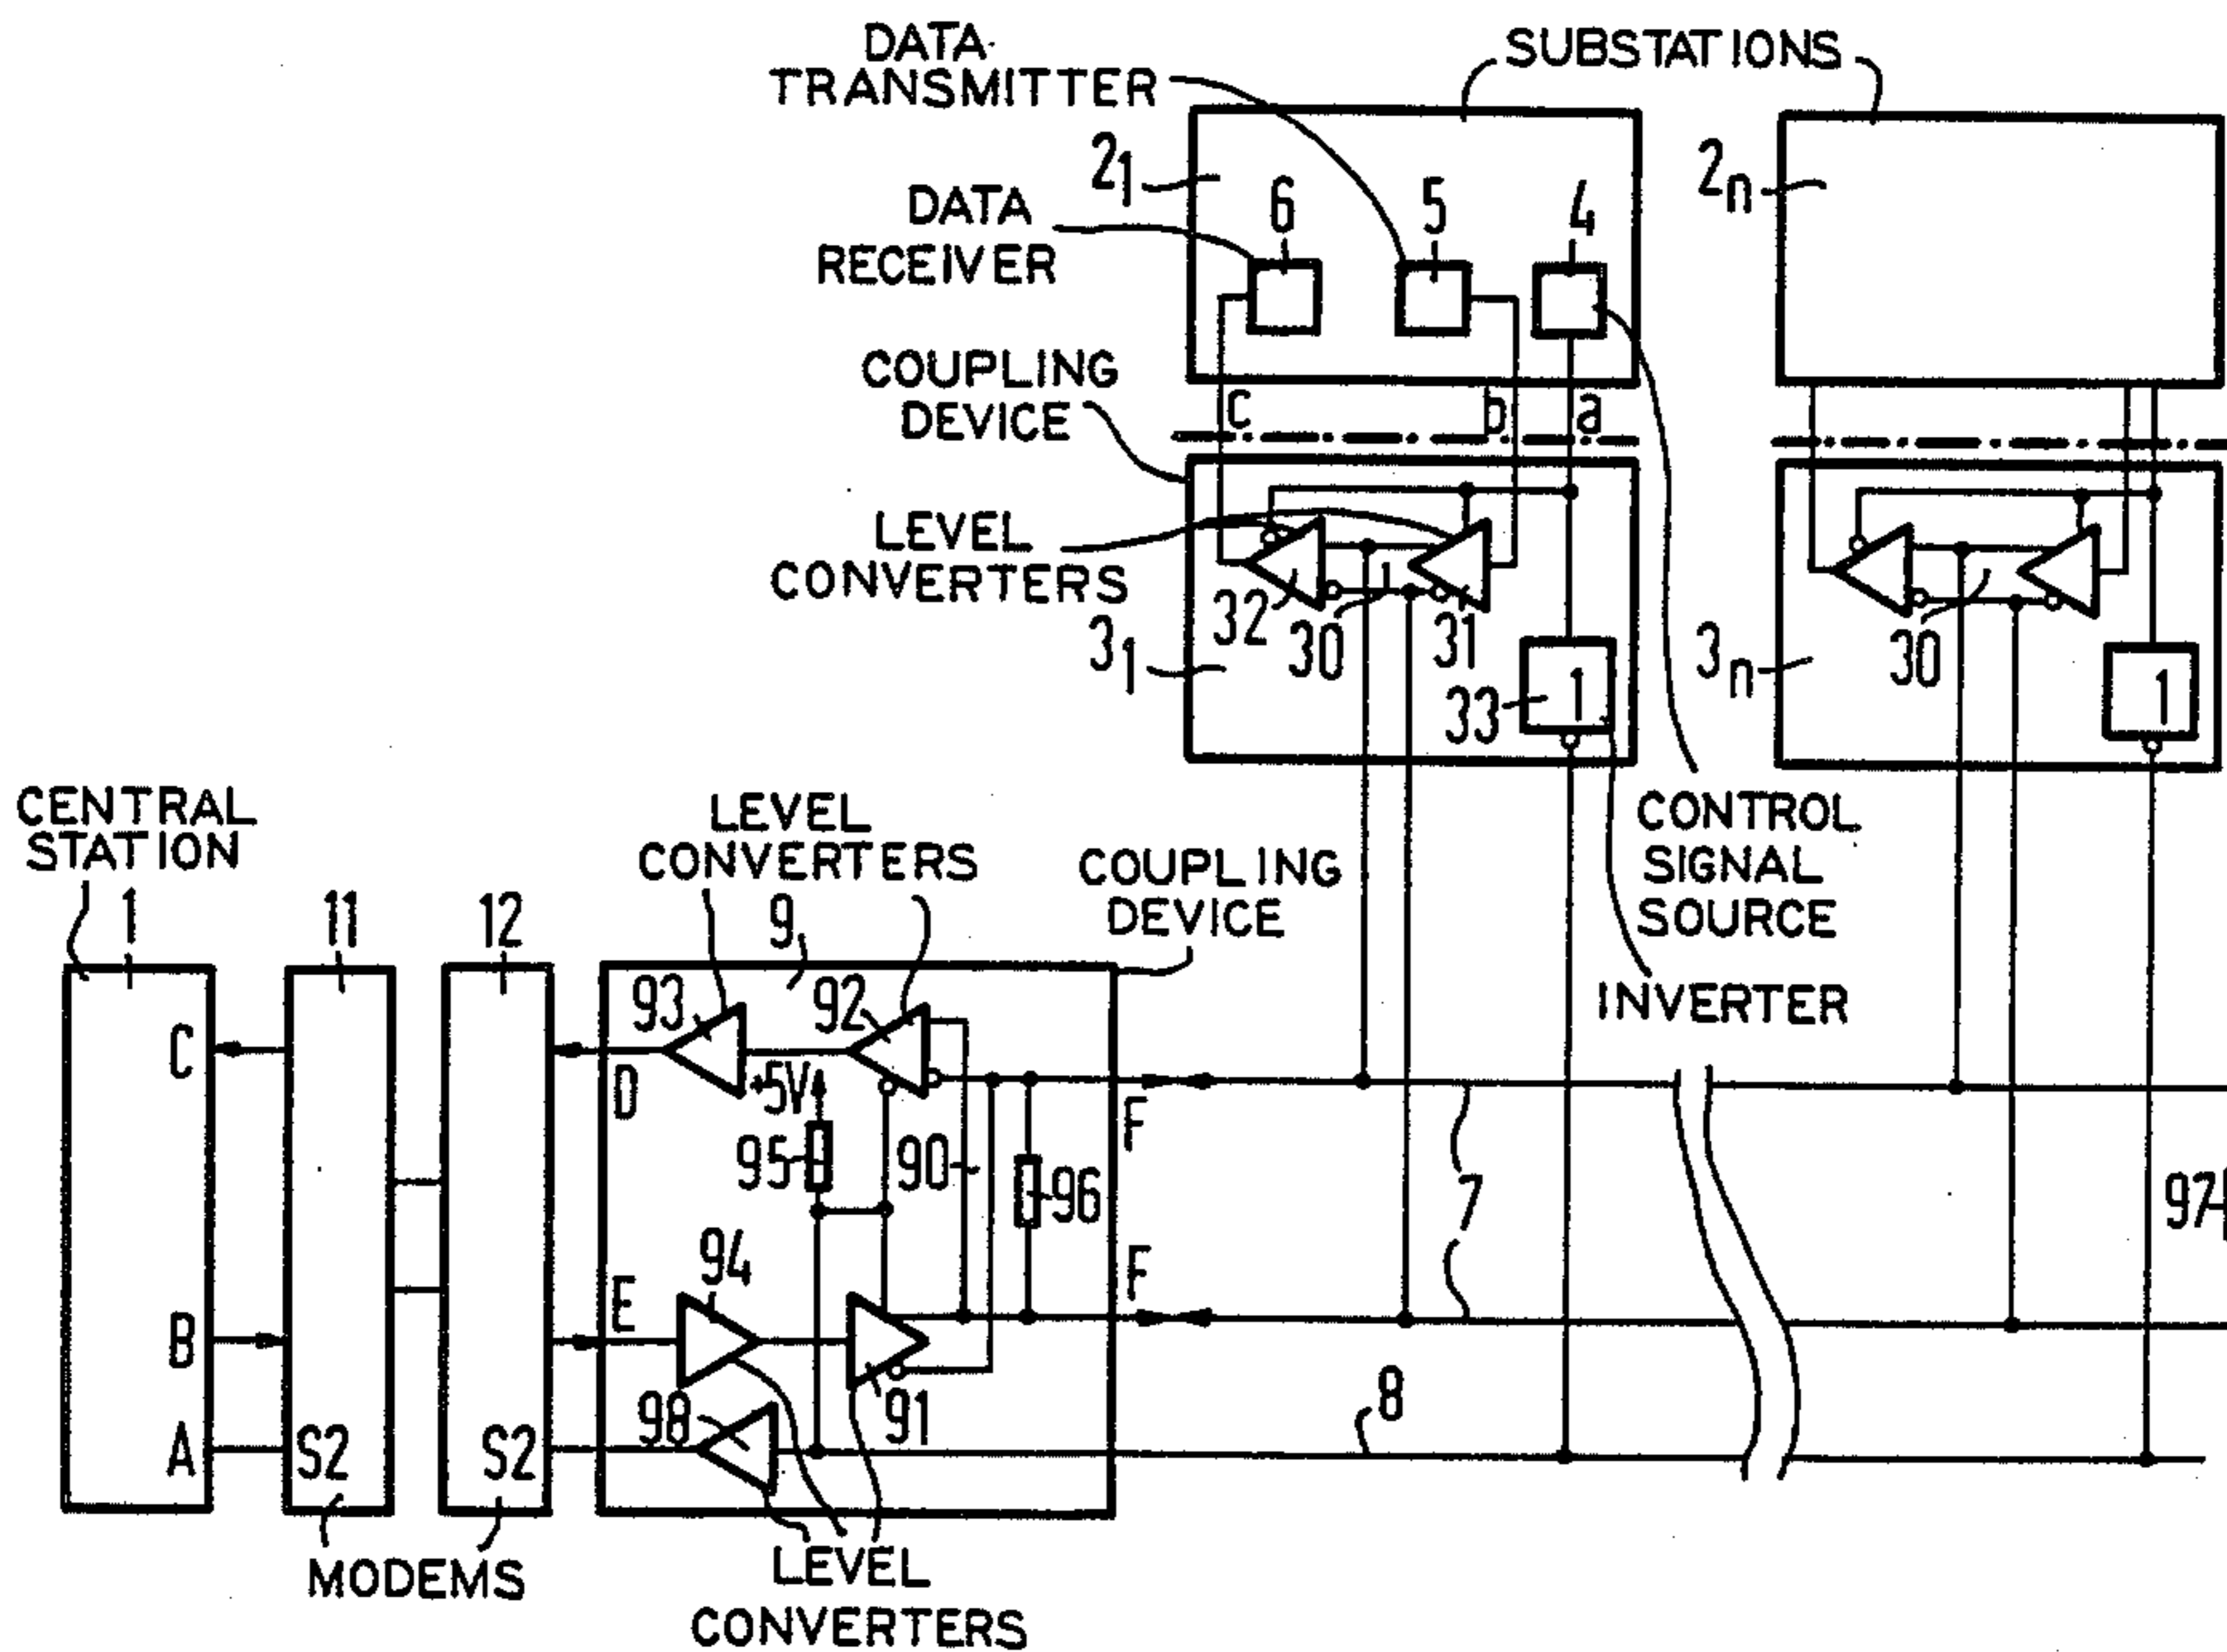 DATA
TRANSMITTER
SUBSTATIONS
2₁
2ₙ
DATA
RECEIVER
6
5
4
COUPLING
DEVICE
c
b
a
LEVEL
CONVERTERS
32
30
31
30
3₁
3ₙ
33
1
1
CENTRAL
STATION
LEVEL
CONVERTERS
COUPLING
DEVICE
CONTROL
SIGNAL
SOURCE
INVERTER
1
11
12
9
93
92
C
D
+5V
F
95
90
96
7
97
94
E
F
B
98
91
8
A
S2
S2
MODEMS
LEVEL
CONVERTERS